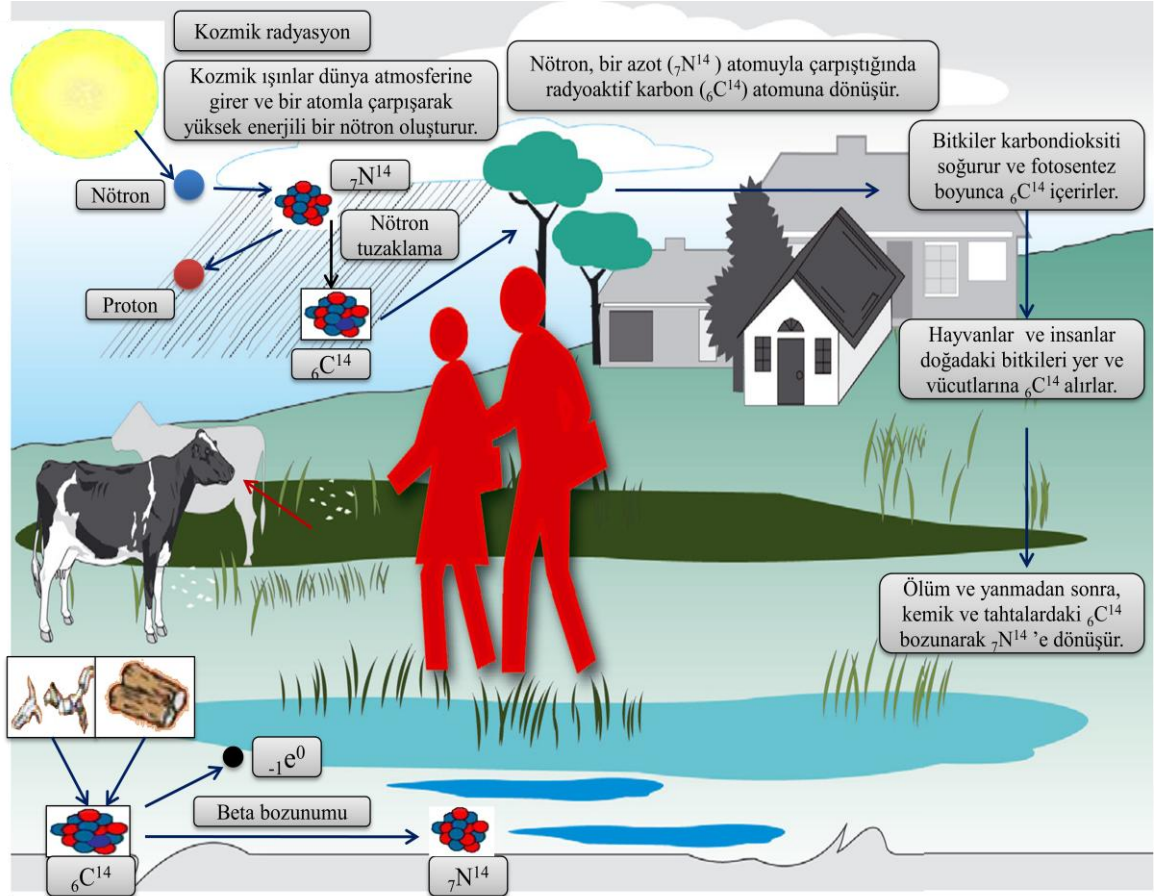 Kozmik radyasyon
Kozmik ışınlar dünya atmosferine
girer ve bir atomla çarpışarak
yüksek enerjili bir nötron oluşturur.
Nötron, bir azot (₇N¹⁴ ) atomuyla çarpıştığında
radyoaktif karbon (₆C¹⁴) atomuna dönüşür.
Bitkiler karbondioksiti
soğurur ve fotosentez
boyunca ₆C¹⁴ içerirler.
Nötron
₇N¹⁴
Nötron
tuzaklama
Proton
₆C¹⁴
Hayvanlar ve insanlar
doğadaki bitkileri yer ve
vücutlarına ₆C¹⁴ alırlar.
Ölüm ve yanmadan sonra,
kemik ve tahtalardaki ₆C¹⁴
bozunarak ₇N¹⁴ ’e dönüşür.
₋₁e⁰
Beta bozunumu
₆C¹⁴
₇N¹⁴